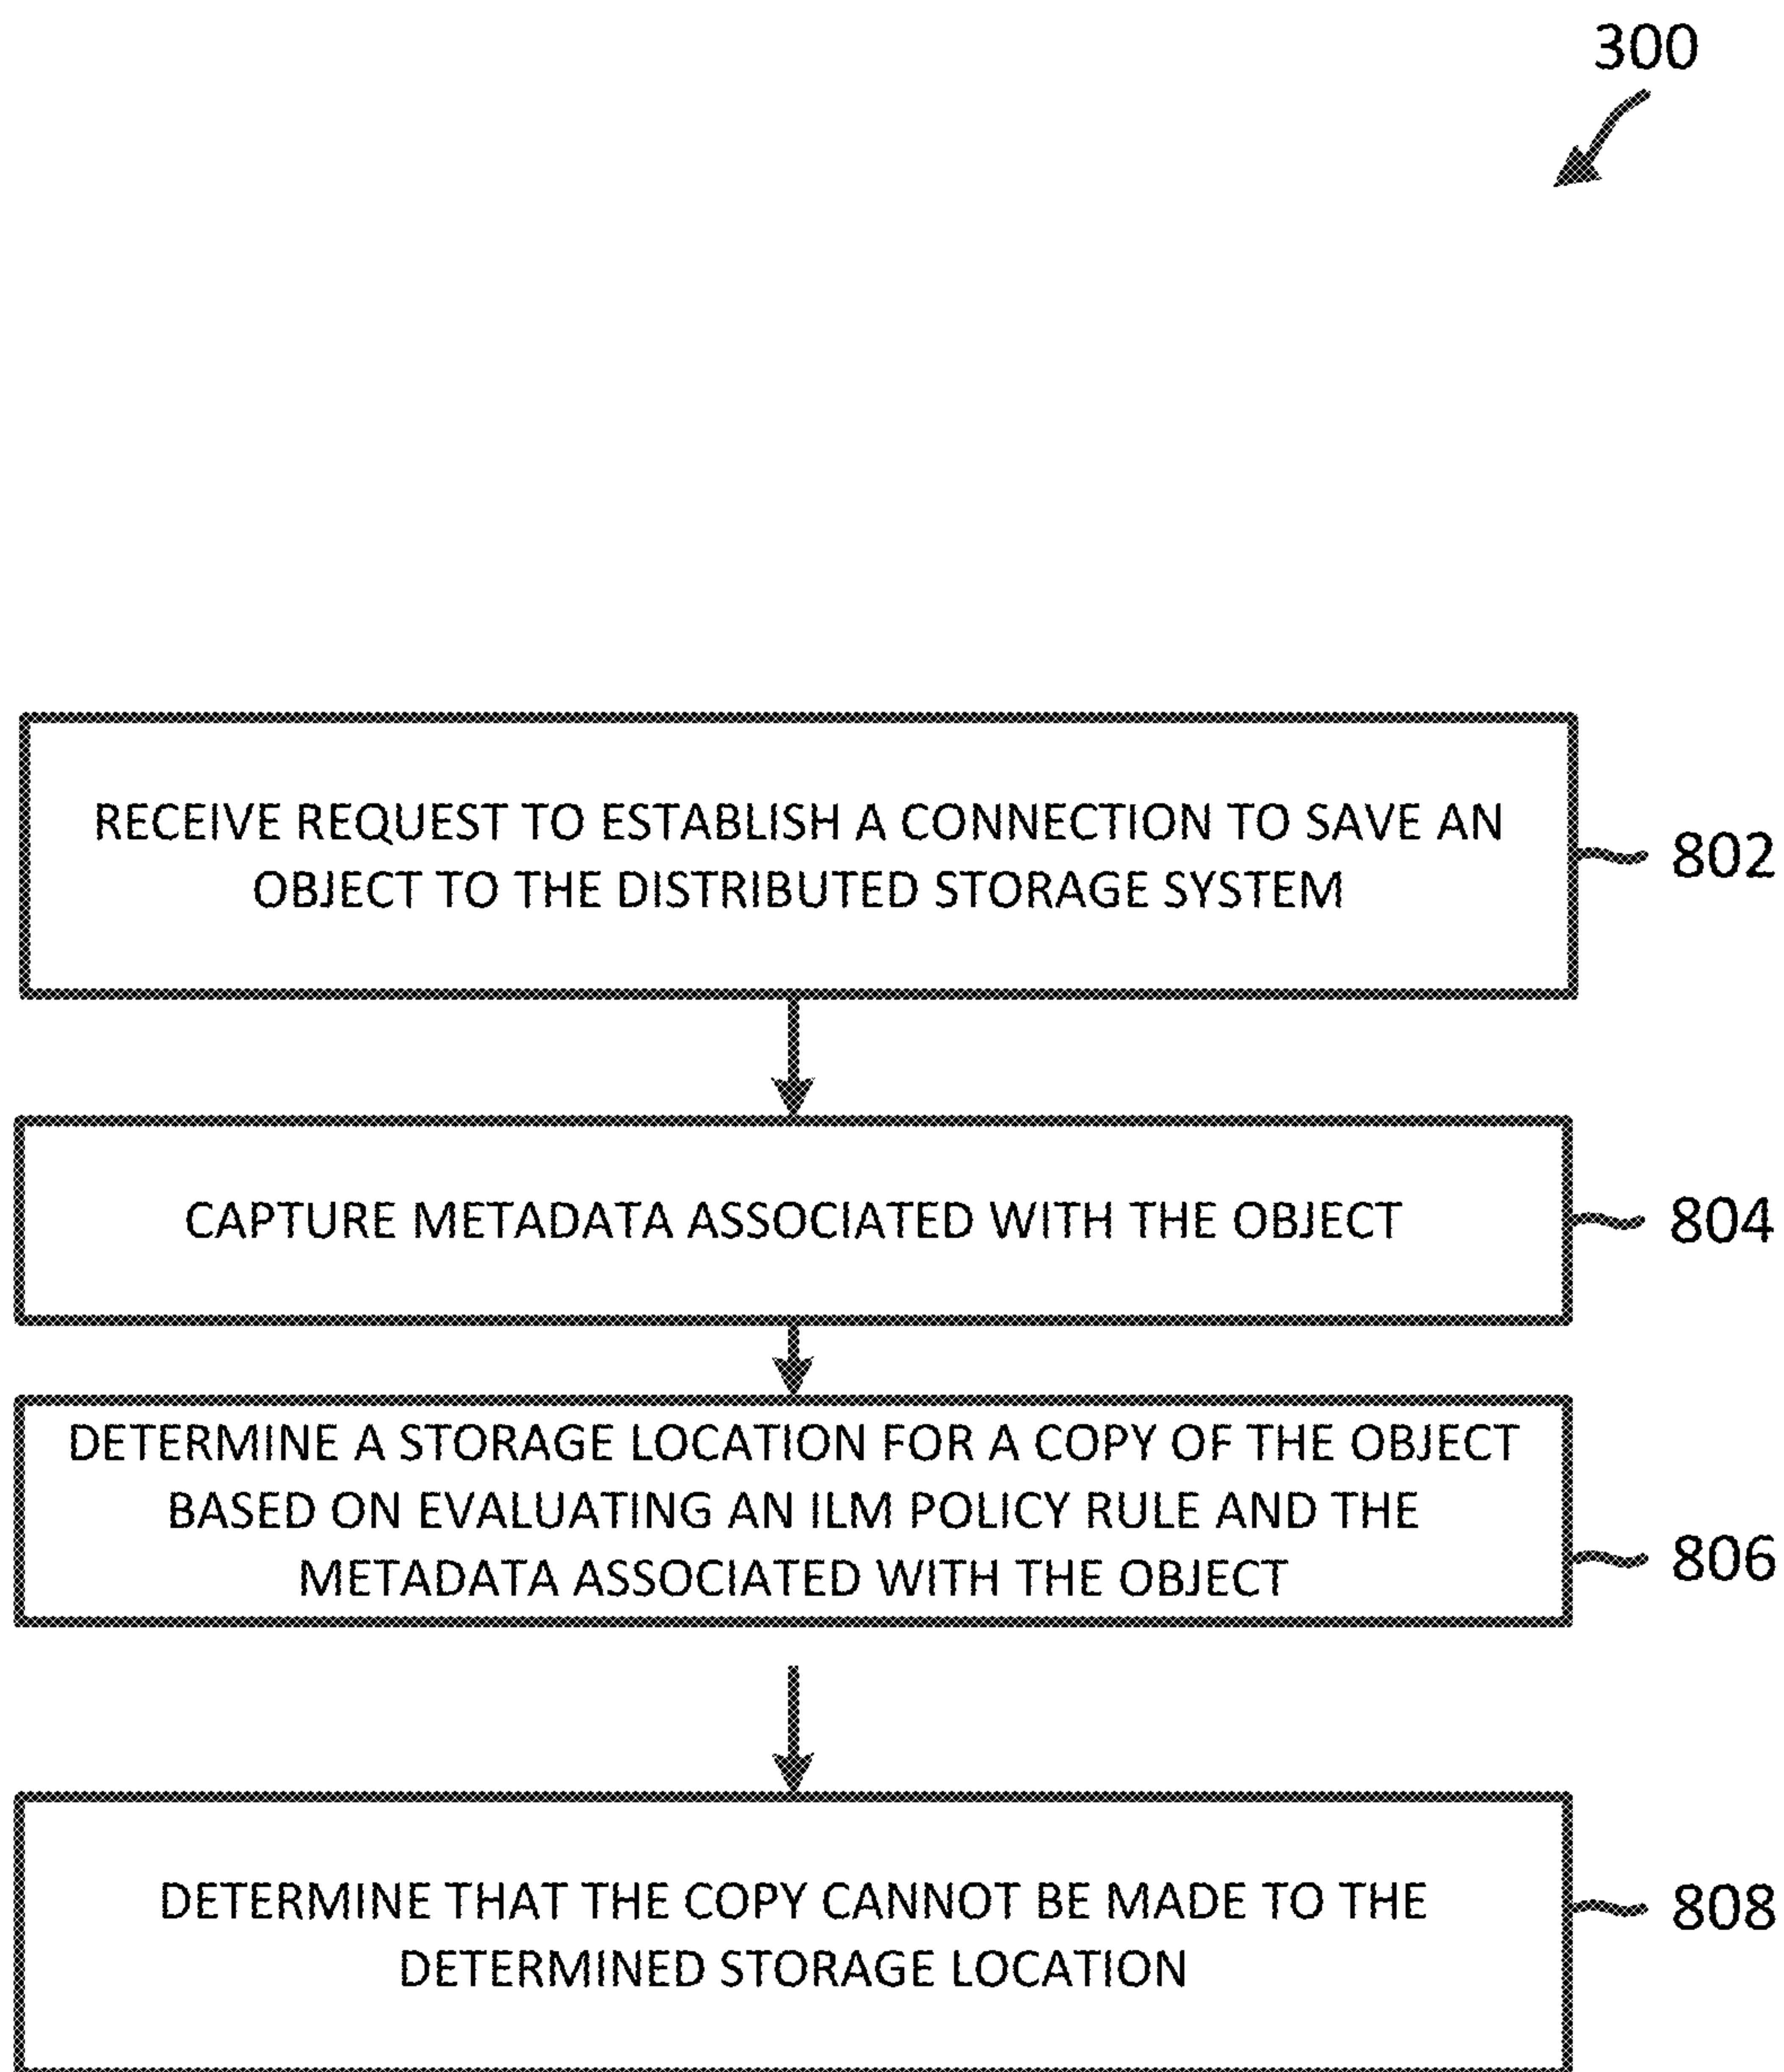 300
RECEIVE REQUEST TO ESTABLISH A CONNECTION TO SAVE AN
OBJECT TO THE DISTRIBUTED STORAGE SYSTEM
802
CAPTURE METADATA ASSOCIATED WITH THE OBJECT
804
DETERMINE A STORAGE LOCATION FOR A COPY OF THE OBJECT
BASED ON EVALUATING AN ILM POLICY RULE AND THE
METADATA ASSOCIATED WITH THE OBJECT
806
DETERMINE THAT THE COPY CANNOT BE MADE TO THE
DETERMINED STORAGE LOCATION
808